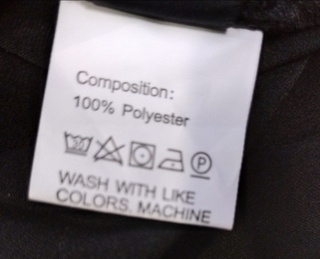 Composition:
100% Polyester
WASH WITH LIKE
COLORS. MACHINE